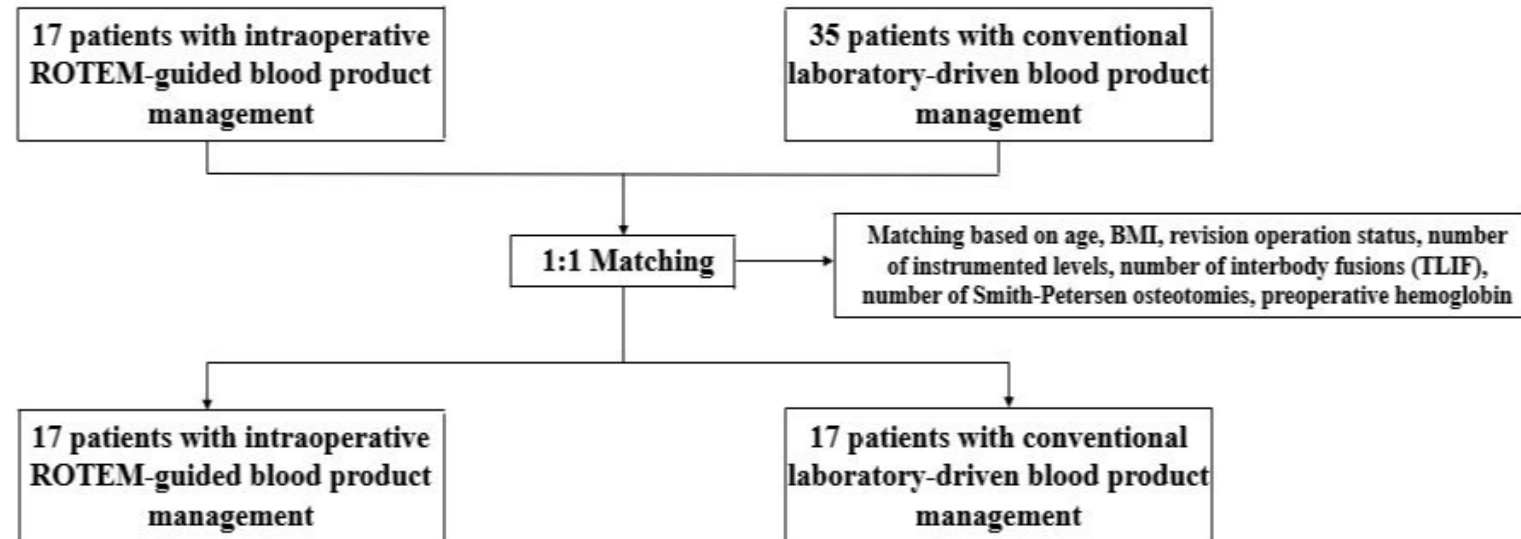 17 patients with intraoperative
ROTEM-guided blood product
management
35 patients with conventional
laboratory-driven blood product
management
1:1 Matching
Matching based on age, BMI, revision operation status, number
of instrumented levels, number of interbody fusions (TLIF),
number of Smith-Petersen osteotomies, preoperative hemoglobin
17 patients with intraoperative
ROTEM-guided blood product
management
17 patients with conventional
laboratory-driven blood product
management